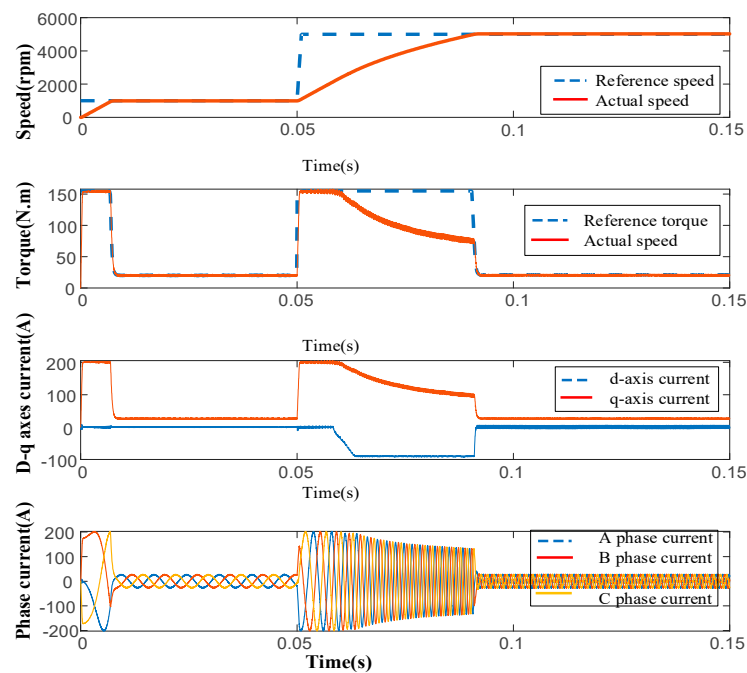 Speed(rpm)
6000
4000
2000
0
Reference speed
Actual speed
0 0.05 0.1 0.15
Time(s)
Torque(N.m)
150
100
50
0
Reference torque
Actual speed
0 0.05 0.1 0.15
Time(s)
D-q axes current(A)
200
100
0
-100
d-axis current
q-axis current
0 0.05 0.1 0.15
Time(s)
Phase current(A)
200
100
0
-100
-200
A phase current
B phase current
C phase current
0 0.05 0.1 0.15
Time(s)